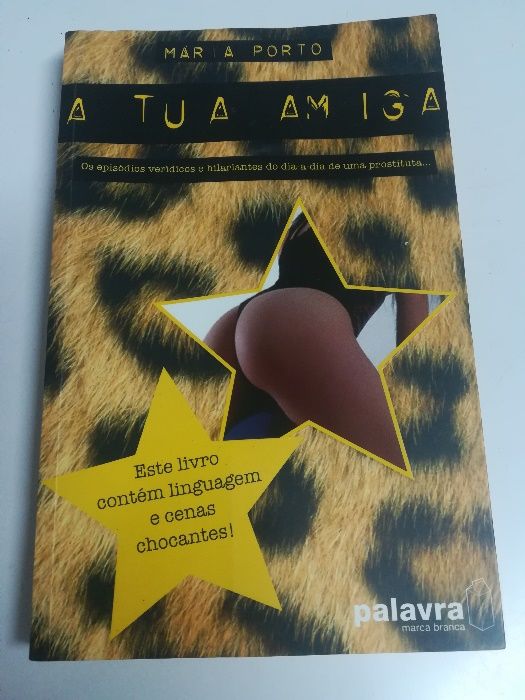 MARIA PORTO
A TUA AMIGA
Os episódios verídicos e hilariantes do dia a dia de uma prostituta...
Este livro
contém linguagem
e cenas
chocantes!
palavra
marca branca